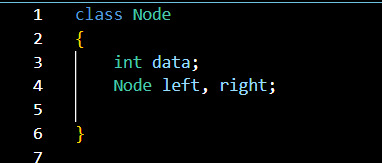 1 class Node
2 {
3 int data;
4 Node left, right;
5
6 }
7